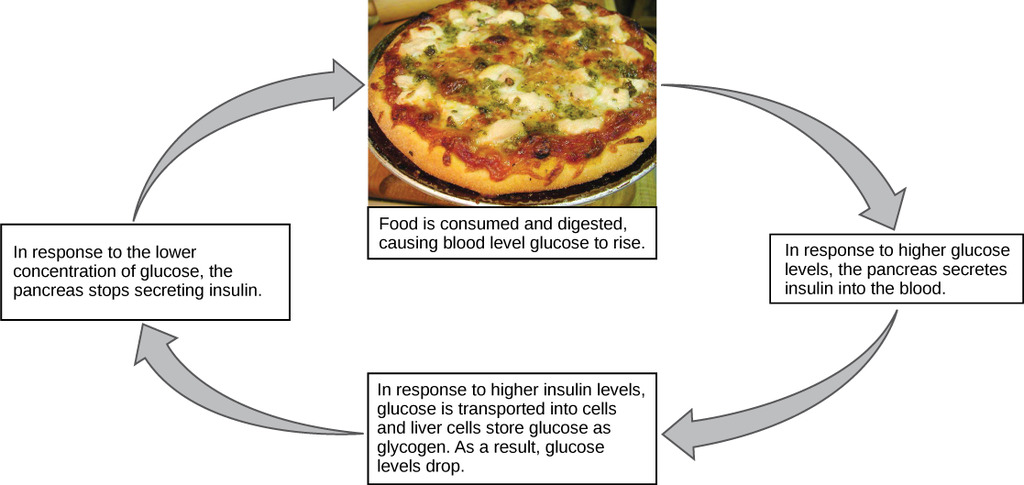 Food is consumed and digested,
causing blood level glucose to rise.
In response to higher glucose
levels, the pancreas secretes
insulin into the blood.
In response to higher insulin levels,
glucose is transported into cells
and liver cells store glucose as
glycogen. As a result, glucose
levels drop.
In response to the lower
concentration of glucose, the
pancreas stops secreting insulin.